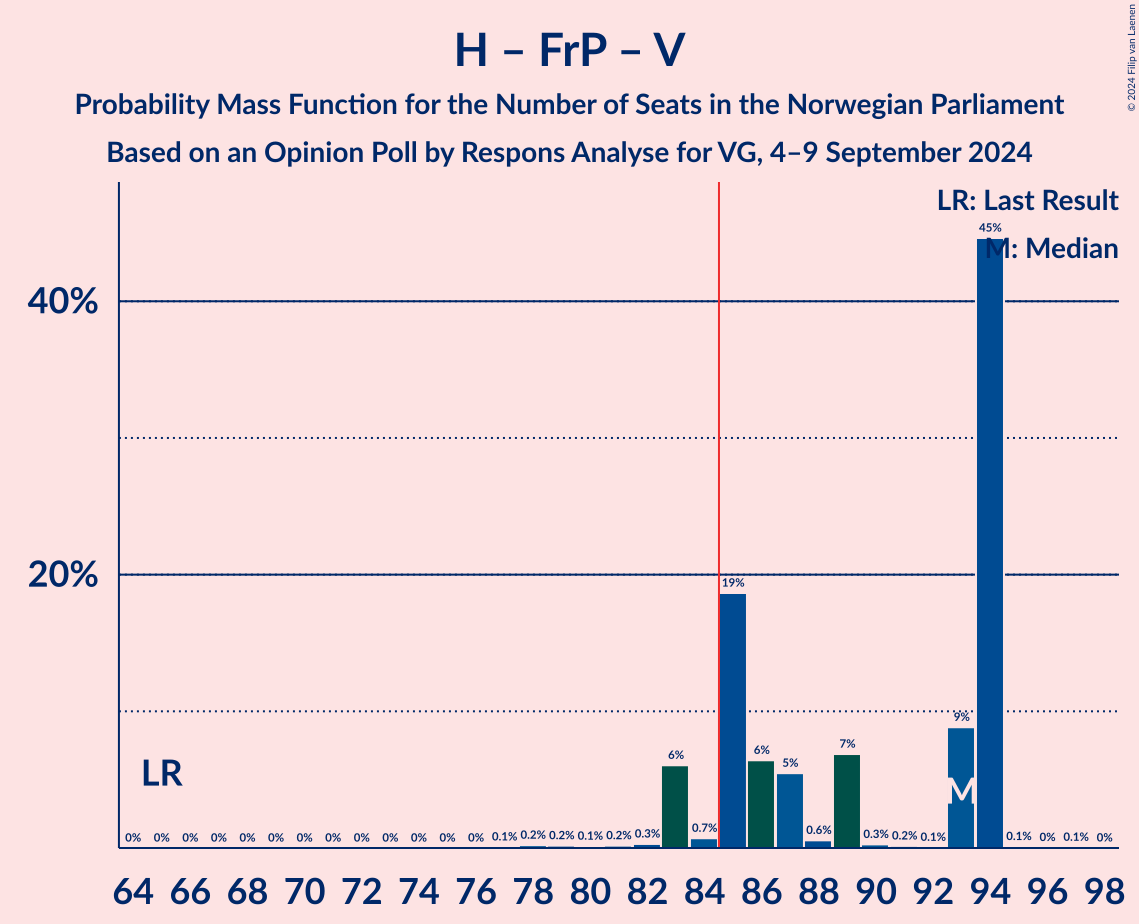 H – FrP – V
Probability Mass Function for the Number of Seats in the Norwegian Parliament
Based on an Opinion Poll by Respons Analyse for VG, 4–9 September 2024
© 2024 Filip van Laenen
LR: Last Result
M: Median
40%
20%
LR
M
0% 0% 0% 0% 0% 0% 0% 0% 0% 0% 0% 0% 0% 0.1% 0.2% 0.2% 0.1% 0.2% 0.3% 6% 0.7% 19% 6% 5% 0.6% 7% 0.3% 0.2% 0.1% 9% 45% 0.1% 0% 0.1% 0%
64 66 68 70 72 74 76 78 80 82 84 86 88 90 92 94 96 98